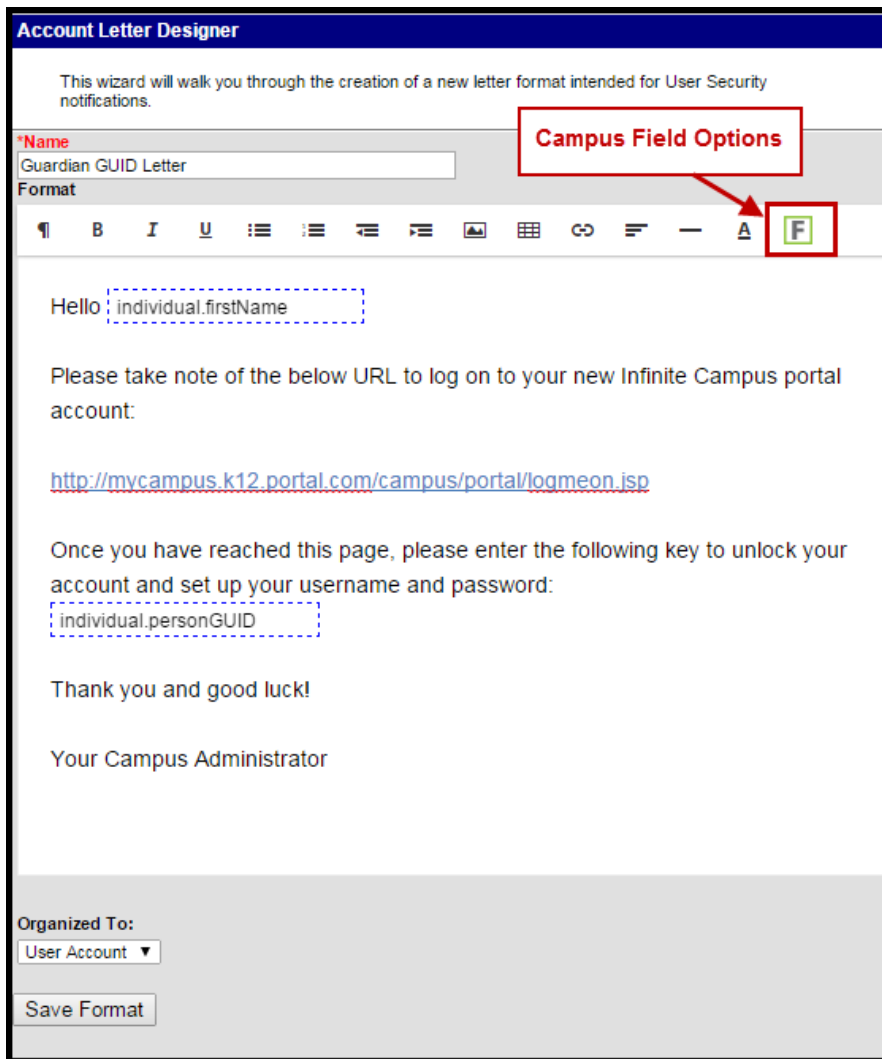 Account Letter Designer
This wizard will walk you through the creation of a new letter format intended for User Security
notifications.
Campus Field Options
*Name
Guardian GUID Letter
Format
¶ B I U A F
Hello individual.firstName
Please take note of the below URL to log on to your new Infinite Campus portal
account:
http://mycampus.k12.portal.com/campus/portal/logmeon.jsp
Once you have reached this page, please enter the following key to unlock your
account and set up your username and password:
individual.personGUID
Thank you and good luck!
Your Campus Administrator
Organized To:
User Account ▼
Save Format